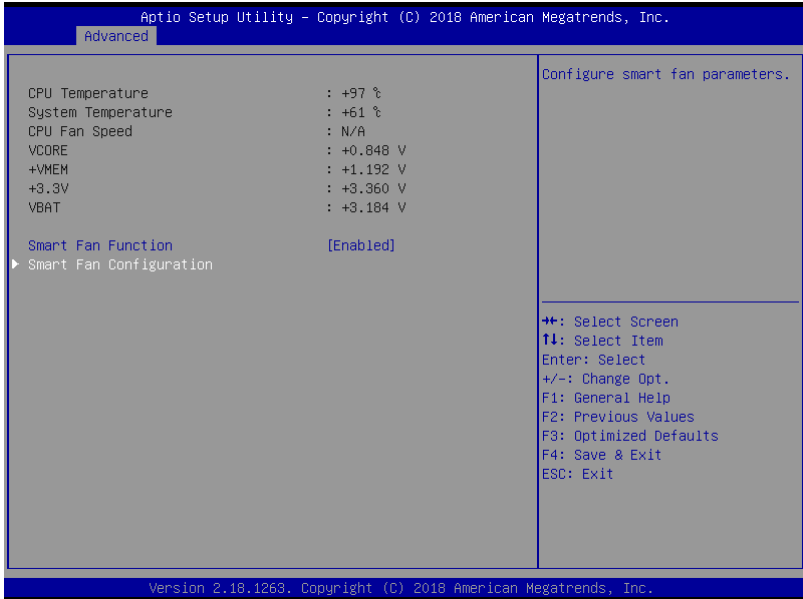 Aptio Setup Utility – Copyright (C) 2018 American Megatrends, Inc.
Advanced
CPU Temperature : +97 ℃
System Temperature : +61 ℃
CPU Fan Speed : N/A
VCORE : +0.848 V
+VMEM : +1.192 V
+3.3V : +3.360 V
VBAT : +3.184 V
Smart Fan Function [Enabled]
Smart Fan Configuration
Configure smart fan parameters.
→←: Select Screen
↑↓: Select Item
Enter: Select
+/-: Change Opt.
F1: General Help
F2: Previous Values
F3: Optimized Defaults
F4: Save & Exit
ESC: Exit
Version 2.18.1263. Copyright (C) 2018 American Megatrends, Inc.